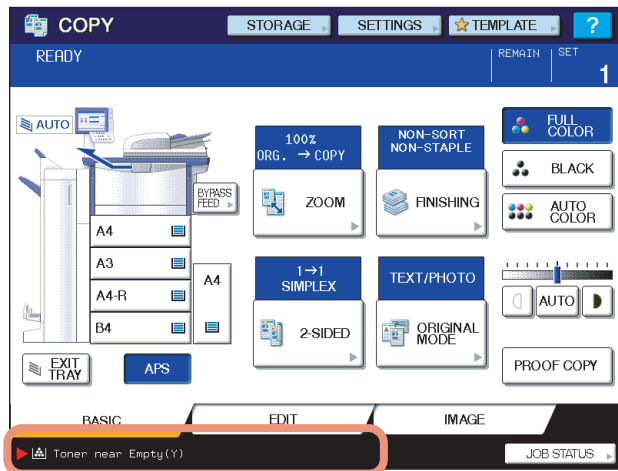 COPY
STORAGE
SETTINGS
TEMPLATE
?
READY
REMAIN
SET
1
AUTO
BYPASS
FEED
A4
A3
A4-R
B4
A4
EXIT
TRAY
APS
100%
ORG. → COPY
ZOOM
NON-SORT
NON-STAPLE
FINISHING
1→1
SIMPLEX
2-SIDED
TEXT/PHOTO
ORIGINAL
MODE
FULL
COLOR
BLACK
AUTO
COLOR
AUTO
PROOF COPY
BASIC
EDIT
IMAGE
Toner near Empty(Y)
JOB STATUS